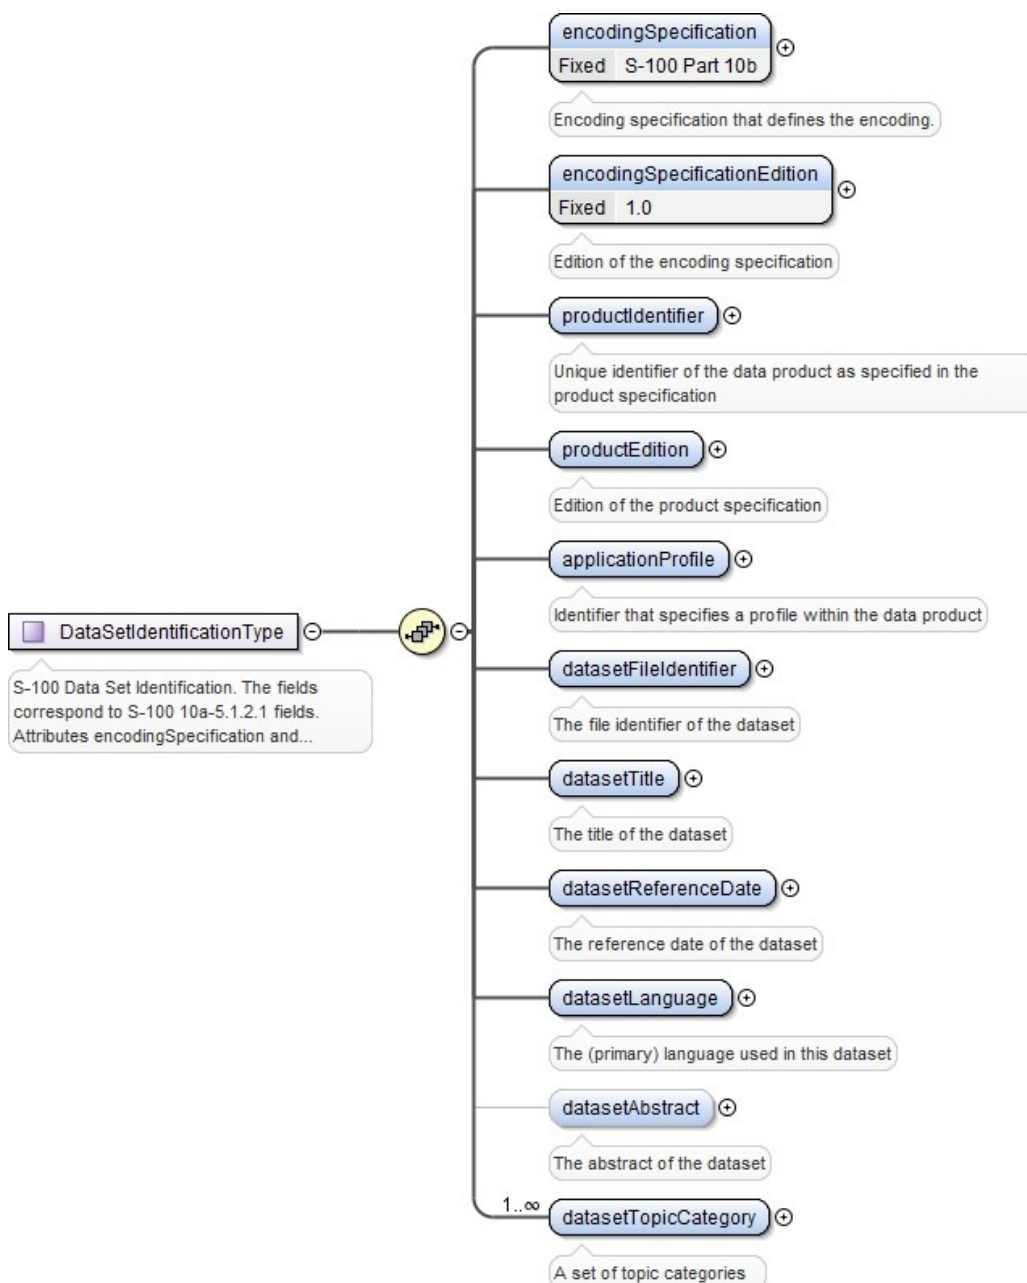 encodingSpecification
Fixed S-100 Part 10b
Encoding specification that defines the encoding.
encodingSpecificationEdition
Fixed 1.0
Edition of the encoding specification
productIdentifier
Unique identifier of the data product as specified in the
product specification
productEdition
Edition of the product specification
applicationProfile
Identifier that specifies a profile within the data product
DataSetIdentificationType
S-100 Data Set Identification. The fields
correspond to S-100 10a-5.1.2.1 fields.
Attributes encodingSpecification and...
datasetFileIdentifier
The file identifier of the dataset
datasetTitle
The title of the dataset
datasetReferenceDate
The reference date of the dataset
datasetLanguage
The (primary) language used in this dataset
datasetAbstract
The abstract of the dataset
1..∞
datasetTopicCategory
A set of topic categories